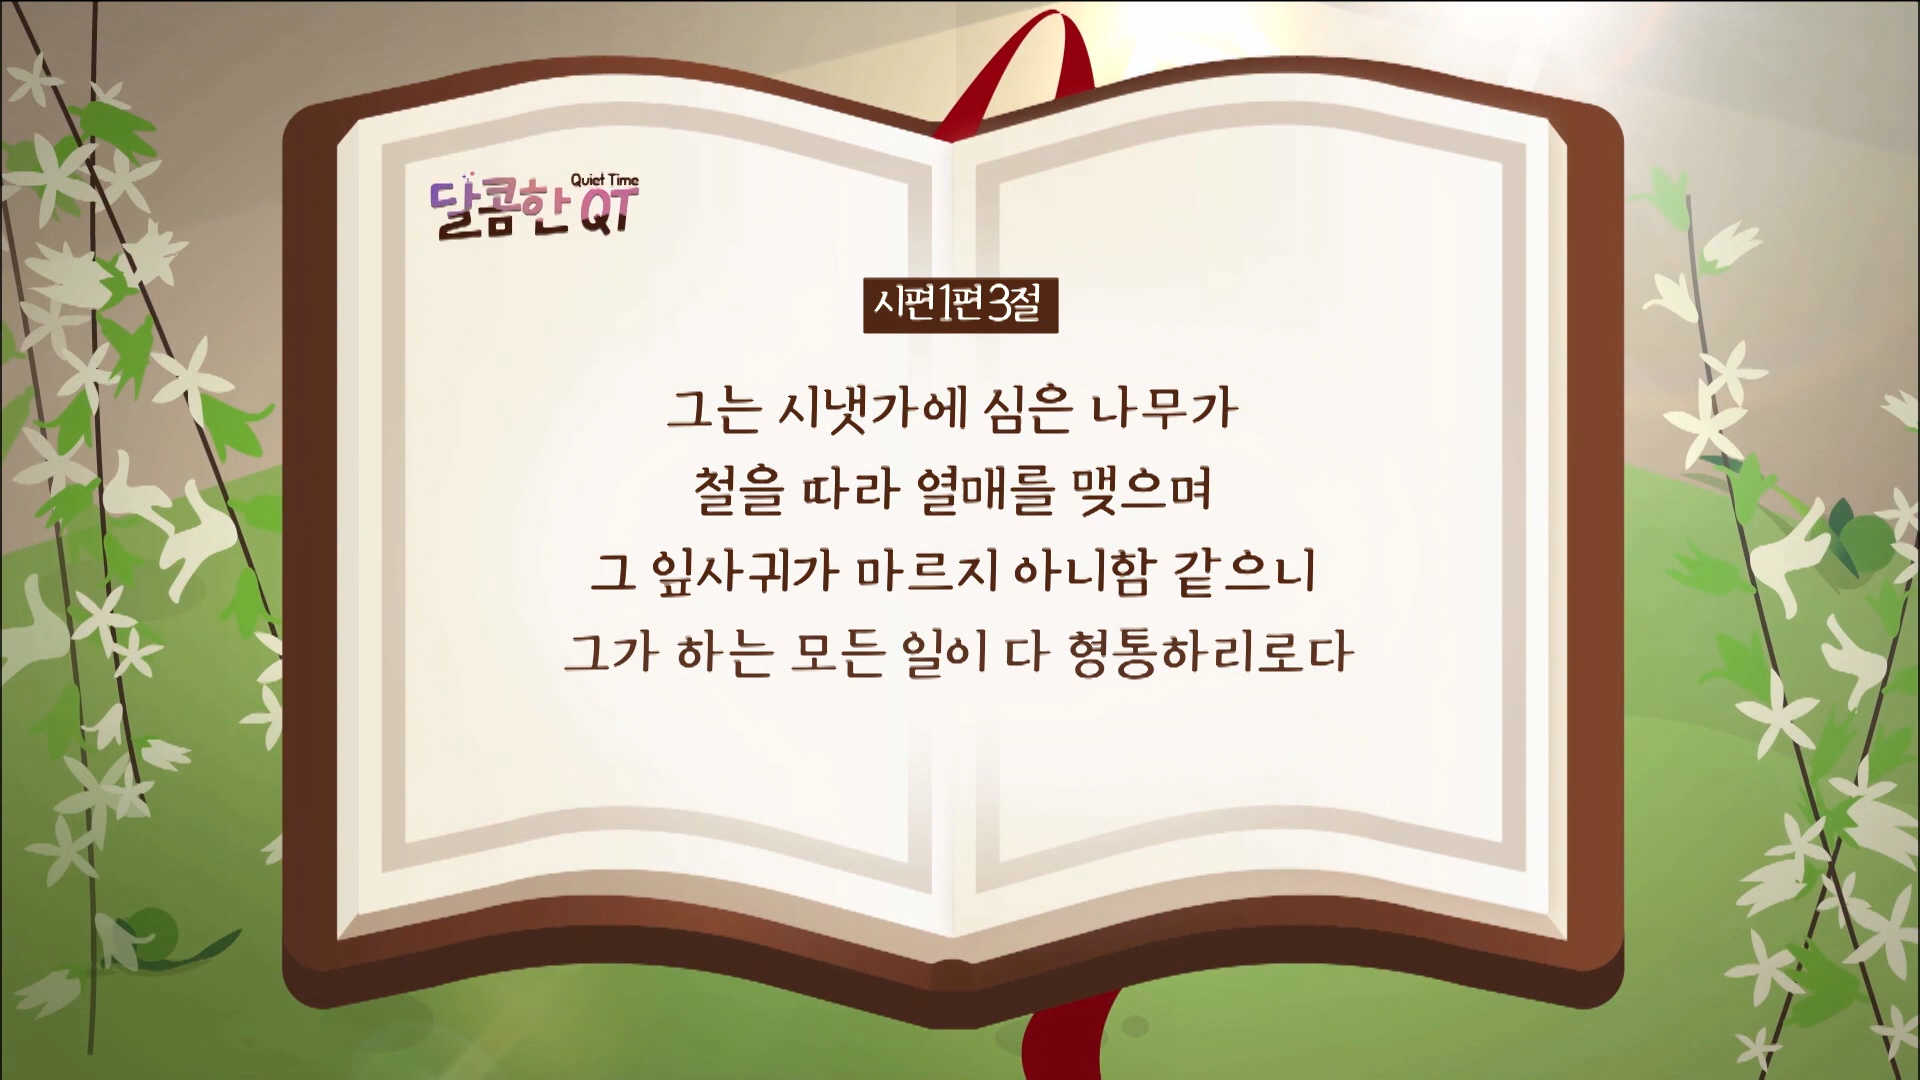 달콤한 QT
Quiet Time
시편 1편 3절
그는 시냇가에 심은 나무가
철을 따라 열매를 맺으며
그 잎사귀가 마르지 아니함 같으니
그가 하는 모든 일이 다 형통하리로다